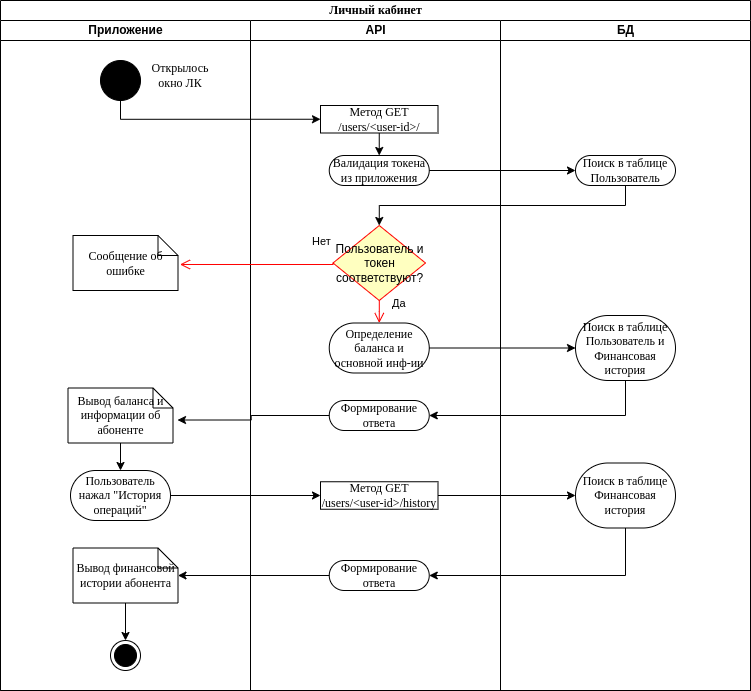 Личный кабинет
Приложение
API
БД
Открылось
окно ЛК
Метод GET
/users/<user-id>/
Валидация токена
из приложения
Поиск в таблице
Пользователь
Нет
Пользователь и
токен
соответствуют?
Сообщение об
ошибке
Да
Определение
баланса и
основной инф-ии
Поиск в таблице
Пользователь и
Финансовая
история
Вывод баланса и
информации об
абоненте
Формирование
ответа
Пользователь
нажал "История
операций"
Метод GET
/users/<user-id>/history
Поиск в таблице
Финансовая
история
Вывод финансовой
истории абонента
Формирование
ответа